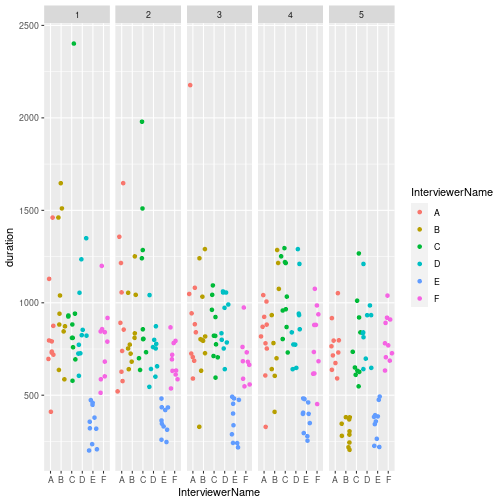 1 2 3 4 5
2500
2000
1500
1000
500
duration
A B C D E F A B C D E F A B C D E F A B C D E F A B C D E F
InterviewerName
InterviewerName
A
B
C
D
E
F